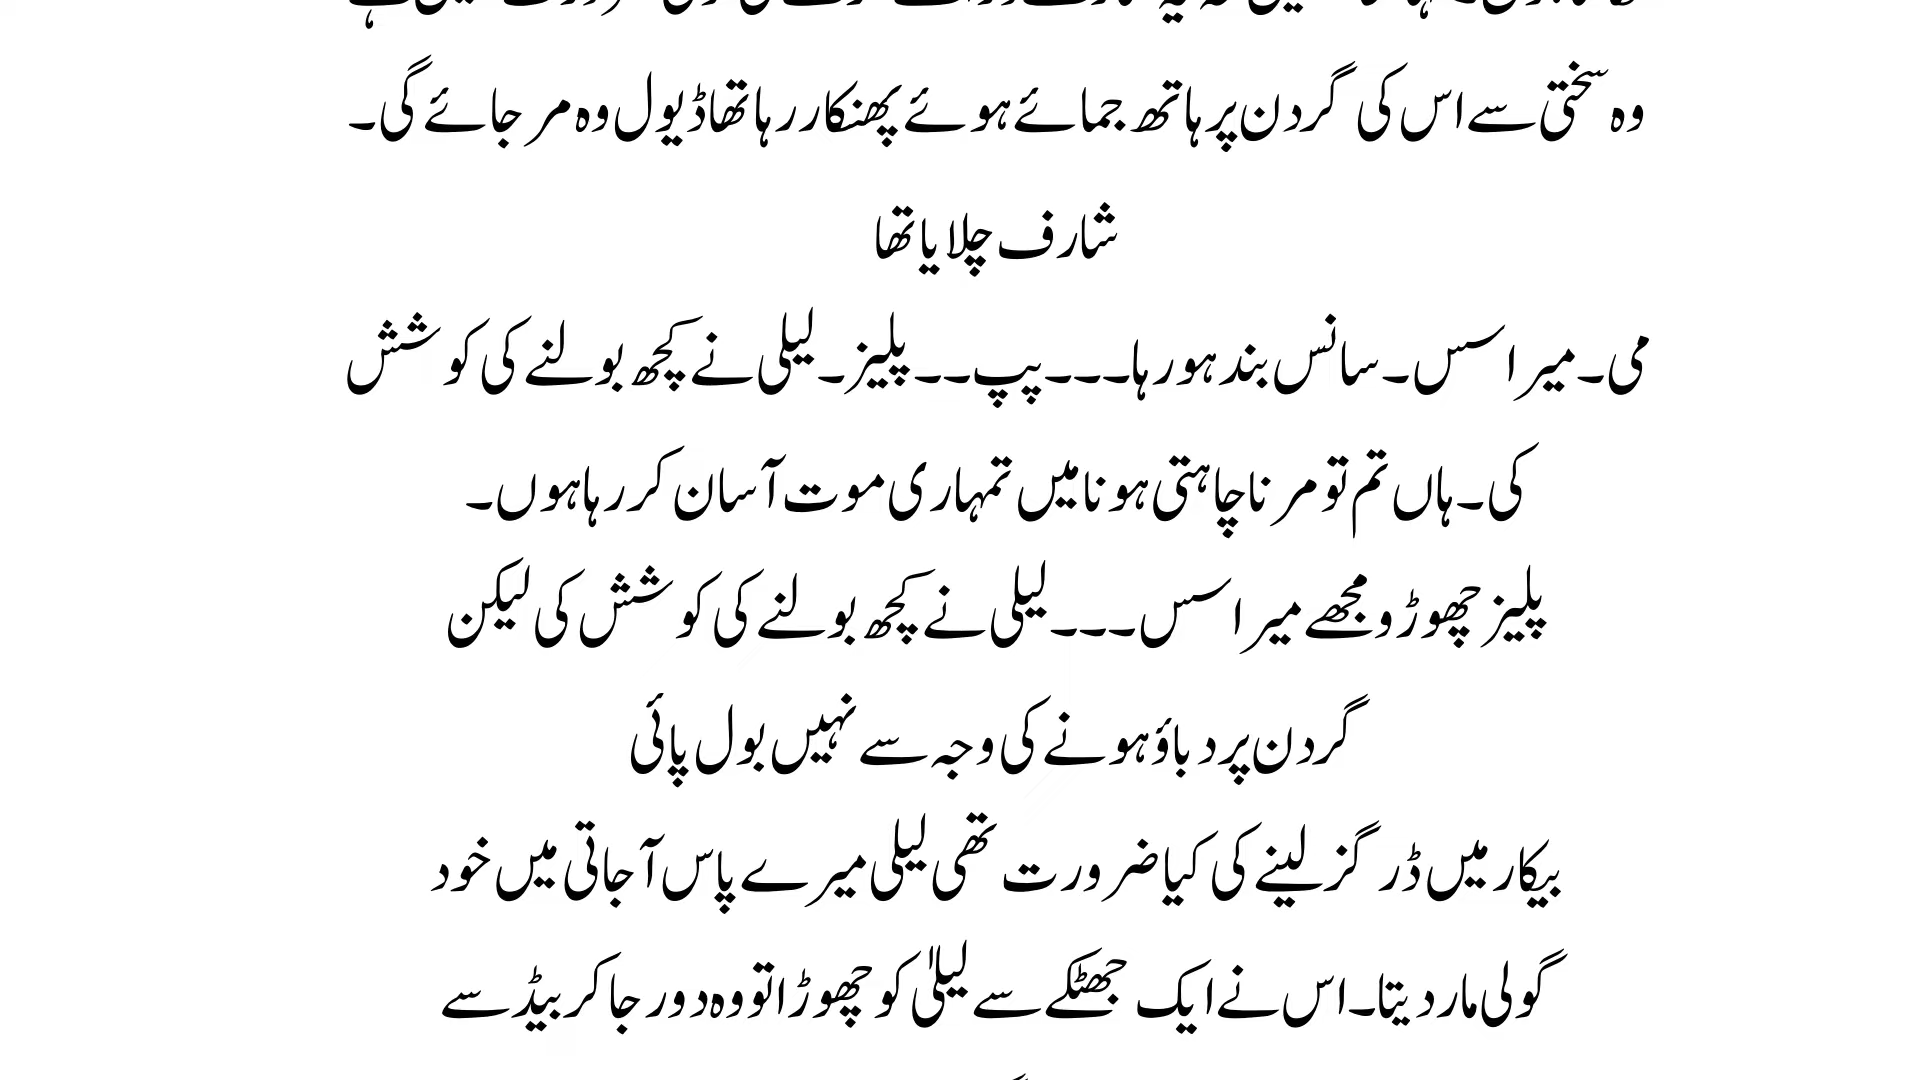 وہ سختی سے اس کی گردن پر ہاتھ جمائے ہوئے پھنکار رہا تھا ڈیول وہ مر جائے گی۔
شارف چلایا تھا
می۔میرا سس۔سانس بند ہو رہا۔۔۔پپ۔۔۔پلیز۔لیلی نے کچھ بولنے کی کوشش
کی۔ہاں تم تو مرنا چاہتی ہو نا میں تمہاری موت آسان کر رہا ہوں۔
پلیز چھوڑو مجھے میرا سس۔۔۔لیلی نے کچھ بولنے کی کوشش کی لیکن
گردن پر دباؤ ہونے کی وجہ سے نہیں بول پائی
بیکار میں ڈرگز لینے کی کیا ضرورت تھی لیلی میرے پاس آجاتی میں خود
گولی مار دیتا۔اس نے ایک جھٹکے سے لیلیٰ کو چھوڑا تو وہ دور جا کر بیڈ سے